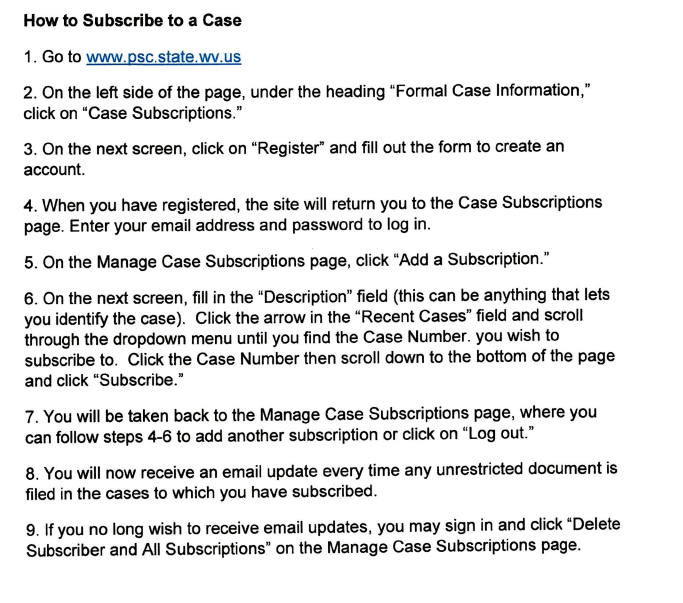 How to Subscribe to a Case
1. Go to www.psc.state.wv.us
2. On the left side of the page, under the heading “Formal Case Information,”
click on “Case Subscriptions.”
3. On the next screen, click on “Register” and fill out the form to create an
account.
4. When you have registered, the site will return you to the Case Subscriptions
page. Enter your email address and password to log in.
5. On the Manage Case Subscriptions page, click “Add a Subscription.”
6. On the next screen, fill in the “Description” field (this can be anything that lets
you identify the case).  Click the arrow in the “Recent Cases” field and scroll
through the dropdown menu until you find the Case Number. you wish to
subscribe to.  Click the Case Number then scroll down to the bottom of the page
and click “Subscribe.”
7. You will be taken back to the Manage Case Subscriptions page, where you
can follow steps 4-6 to add another subscription or click on “Log out.”
8. You will now receive an email update every time any unrestricted document is
filed in the cases to which you have subscribed.
9. If you no long wish to receive email updates, you may sign in and click “Delete
Subscriber and All Subscriptions” on the Manage Case Subscriptions page.